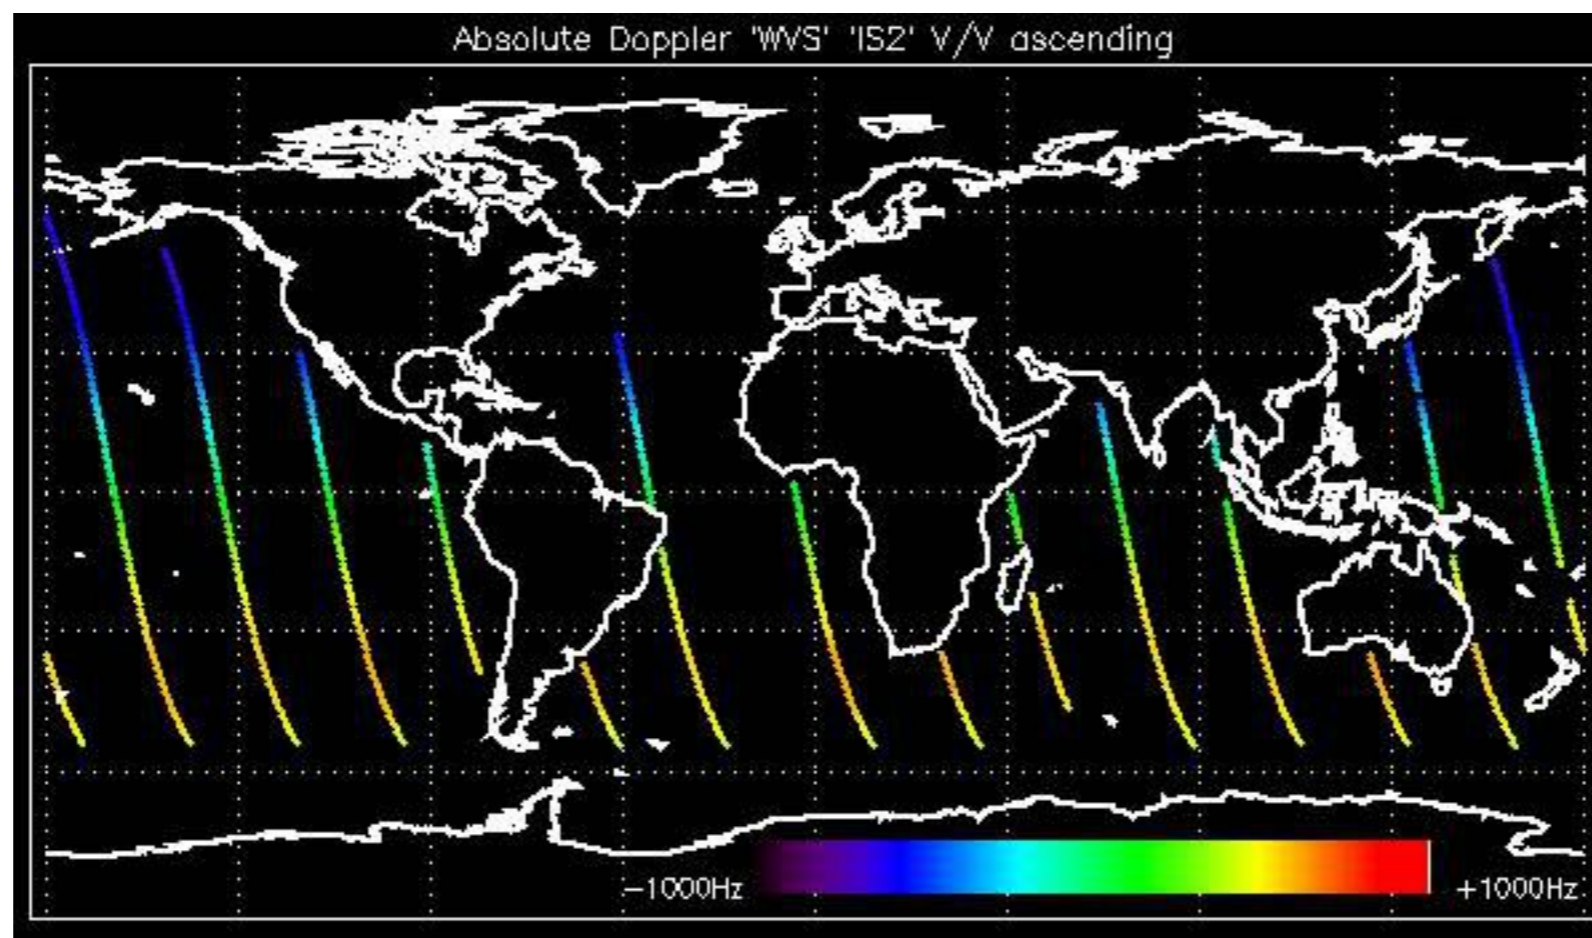 Absolute Doppler 'WVS' 'IS2' V/V ascending
−1000Hz +1000Hz